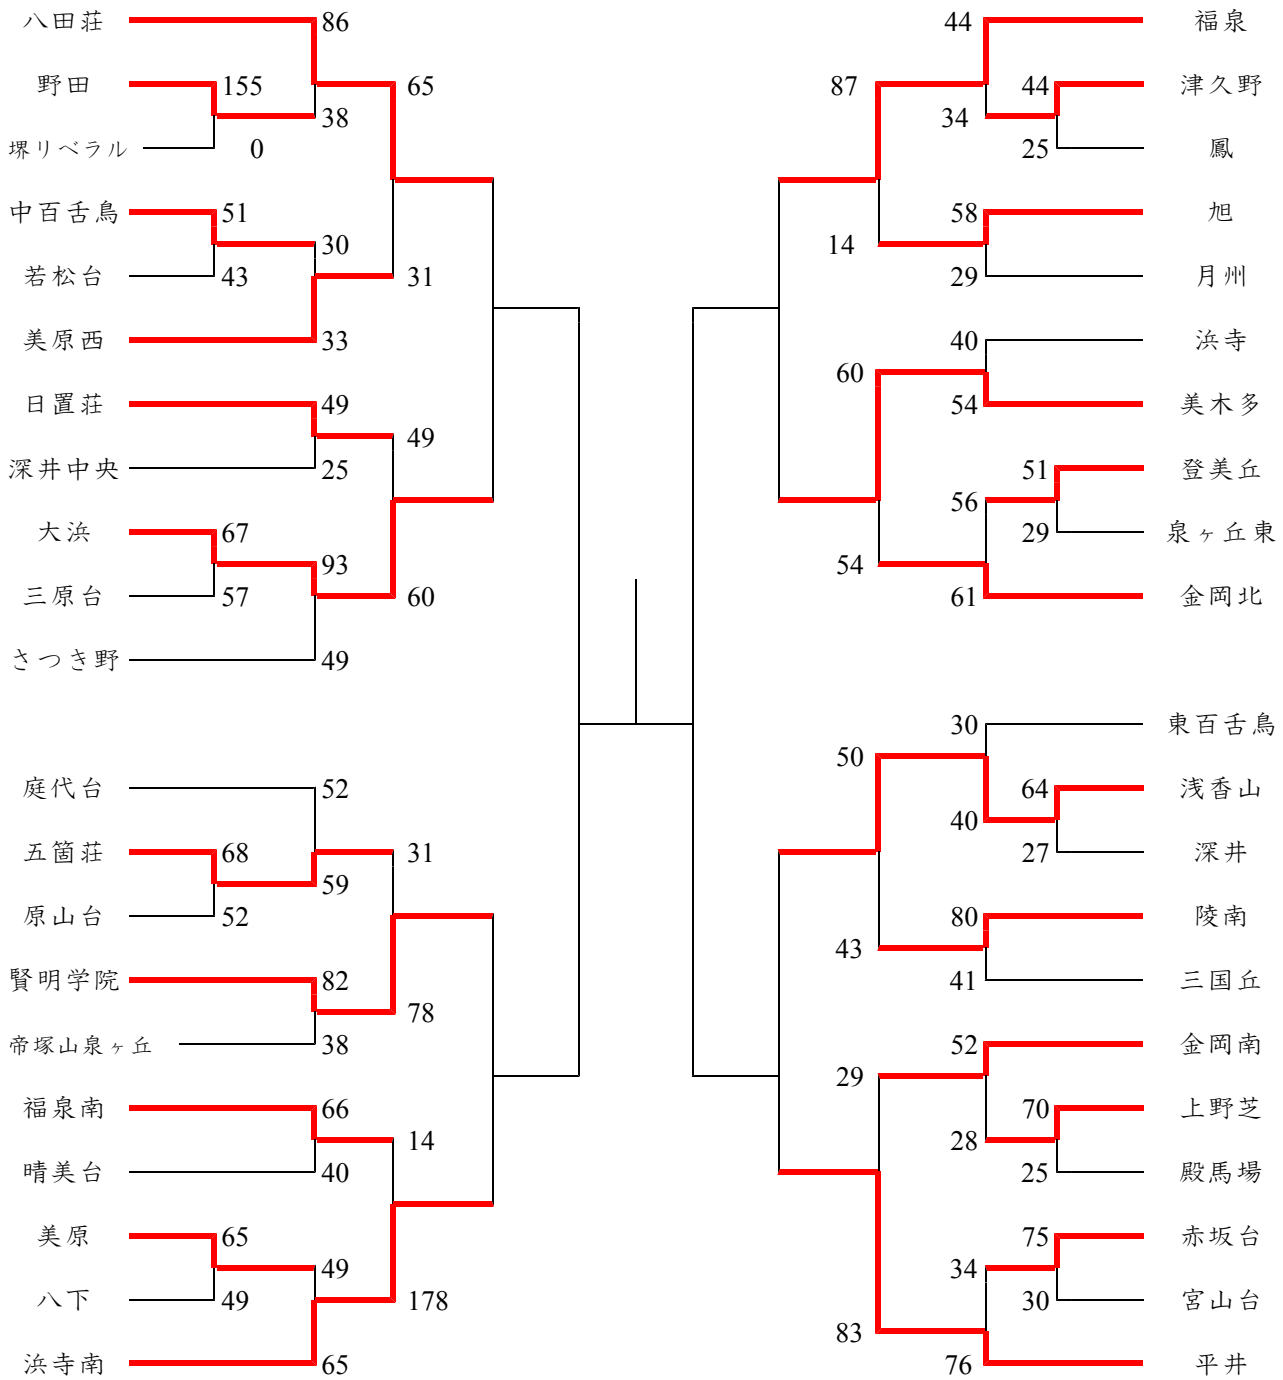 八田荘 86 44 福泉
野田 155 65 87 44 津久野
38 34
堺リベラル 0 25 鳳
中百舌鳥 51 58 旭
30 14
若松台 43 31 29 月州
美原西 33 40 浜寺
60
日置荘 49 54 美木多
49
深井中央 25 51 登美丘
56
大浜 67 29 泉ヶ丘東
93 54
三原台 57 60 61 金岡北
さつき野 49
30 東百舌鳥
50
庭代台 52 64 浅香山
40
五箇荘 68 31 27 深井
59
原山台 52 80 陵南
43
賢明学院 82 41 三国丘
78
帝塚山泉ヶ丘 38 52 金岡南
29
福泉南 66 70 上野芝
14 28
晴美台 40 25 殿馬場
美原 65 75 赤坂台
49 34
八下 49 178 30 宮山台
83
浜寺南 65 76 平井